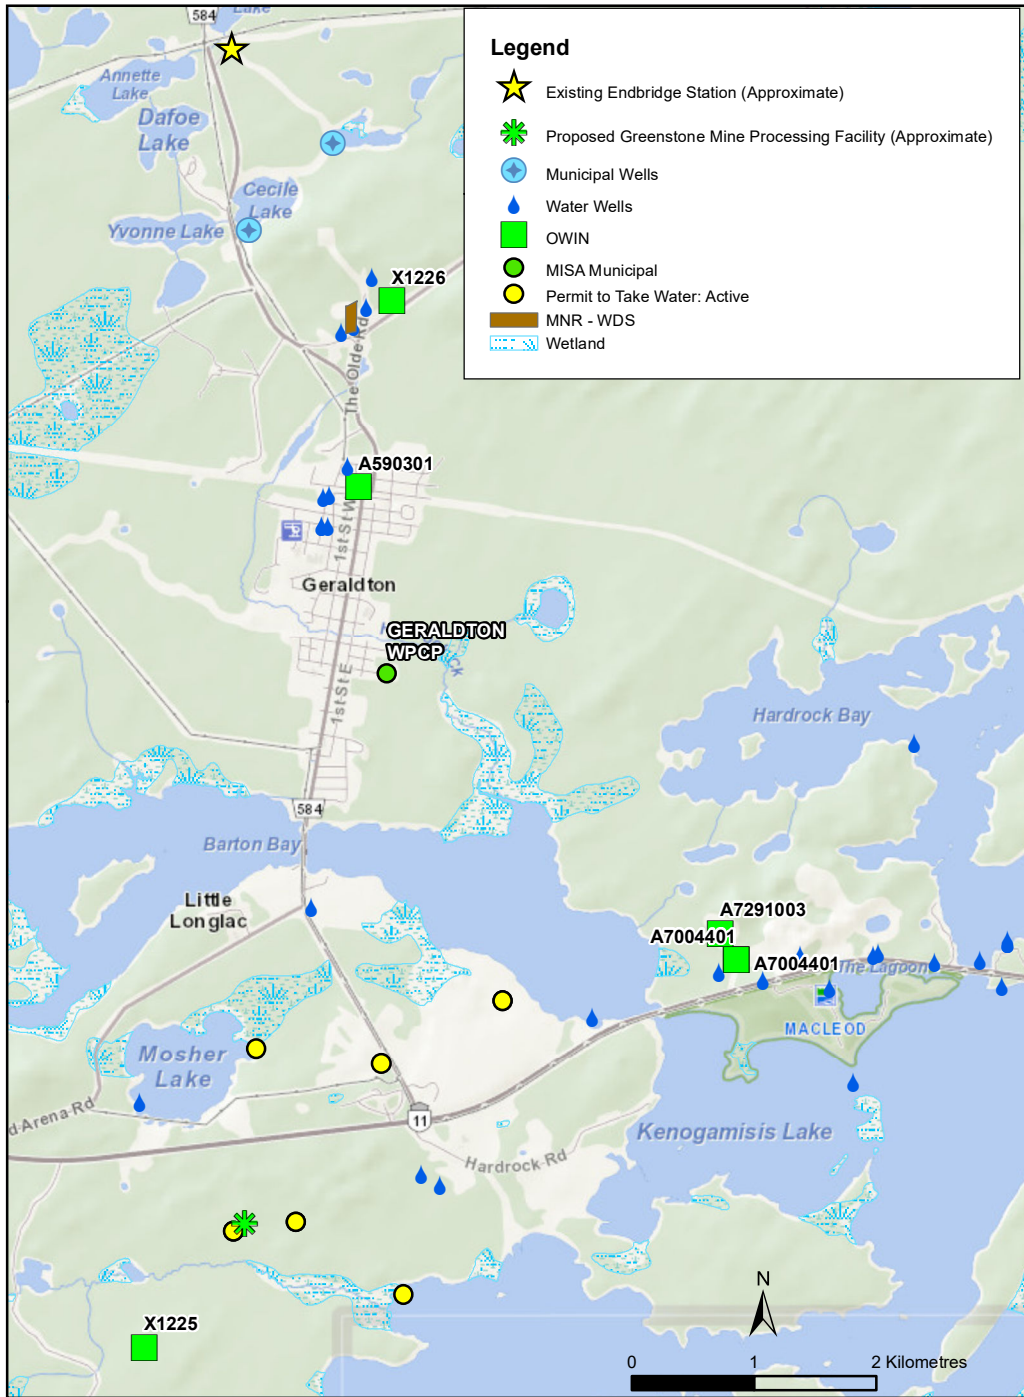 584
Lake
Legend
Existing Endbridge Station (Approximate)
Proposed Greenstone Mine Processing Facility (Approximate)
Municipal Wells
Water Wells
OWIN
MISA Municipal
Permit to Take Water: Active
MNR - WDS
Wetland
Annette
Lake
Dafoe
Lake
Cecile
Lake
Yvonne Lake
X1226
The Olde Rd
A590301
1st St W
Geraldton
GERALDTON
WPCP
1st St E
Hardrock Bay
584
Barton Bay
Little
Longlac
A7291003
A7004401
A7004401
The Lagoon
MACLEOD
Mosher
Lake
d-Arena Rd
11
Kenogamisis Lake
Hardrock-Rd
X1225
N
0 1 2 Kilometres